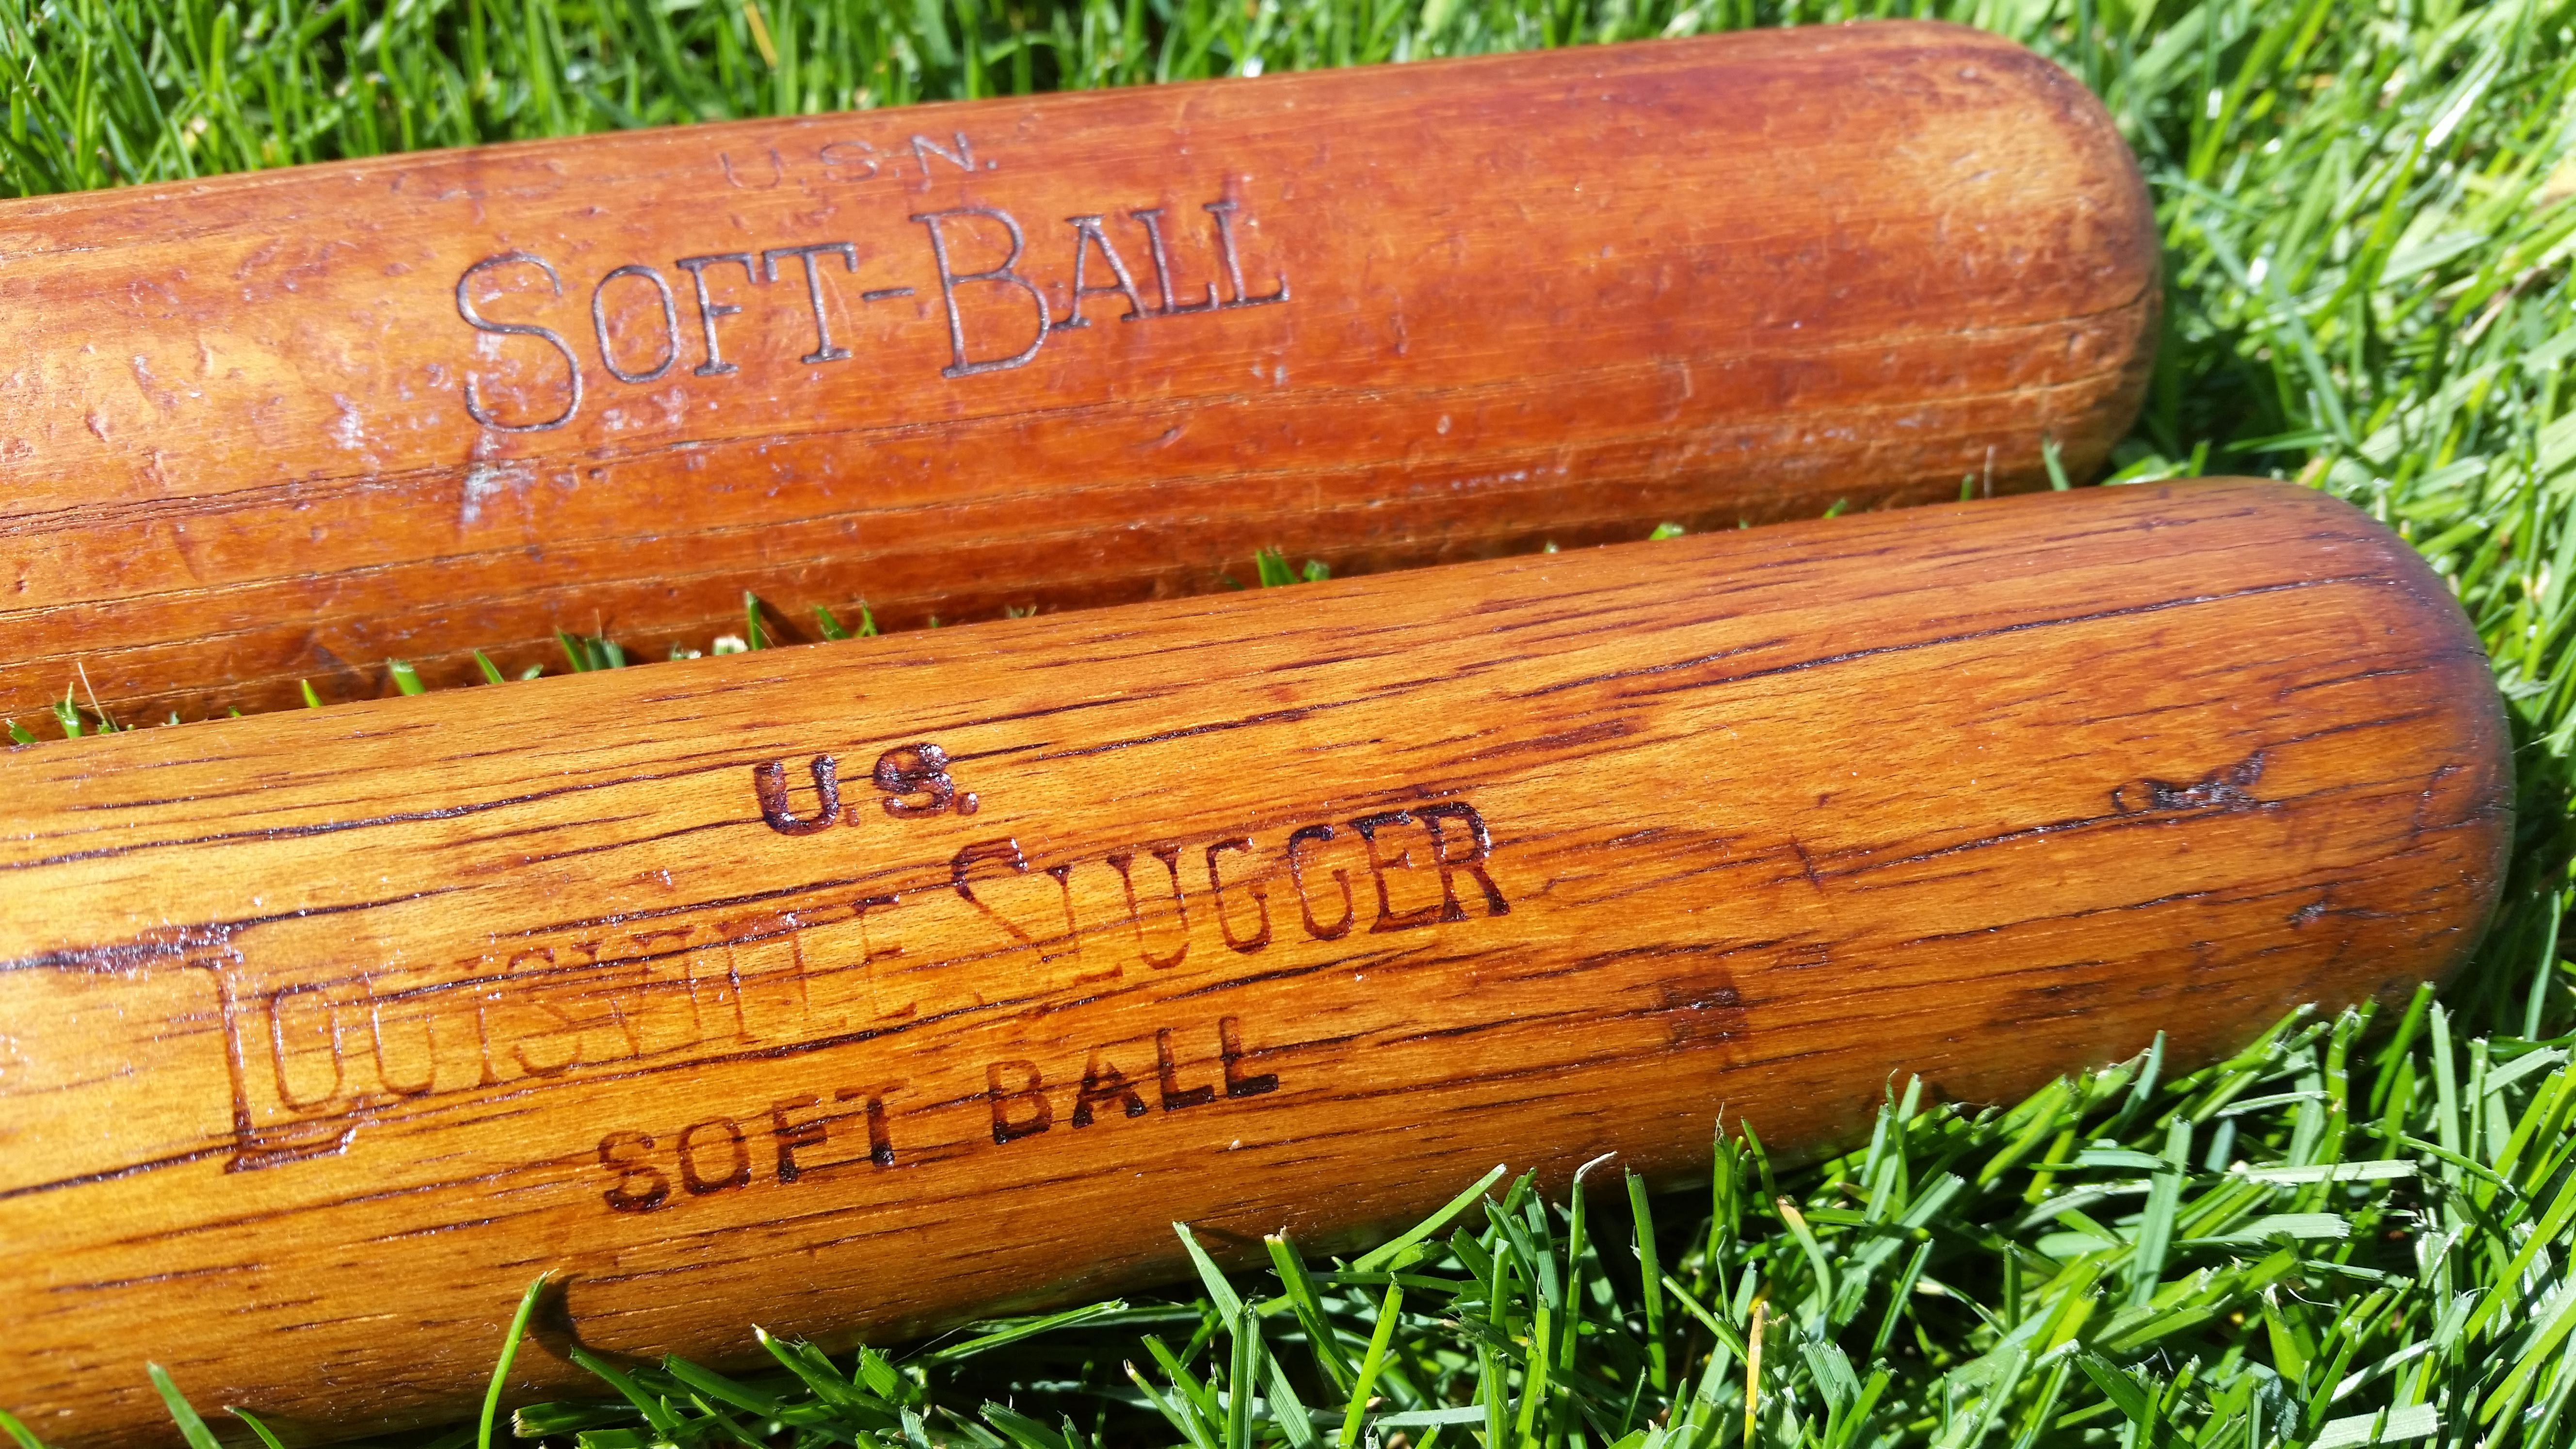 U.S.N.
SOFT-BALL
U.S.
LOUISVILLE SLUGGER
SOFT BALL